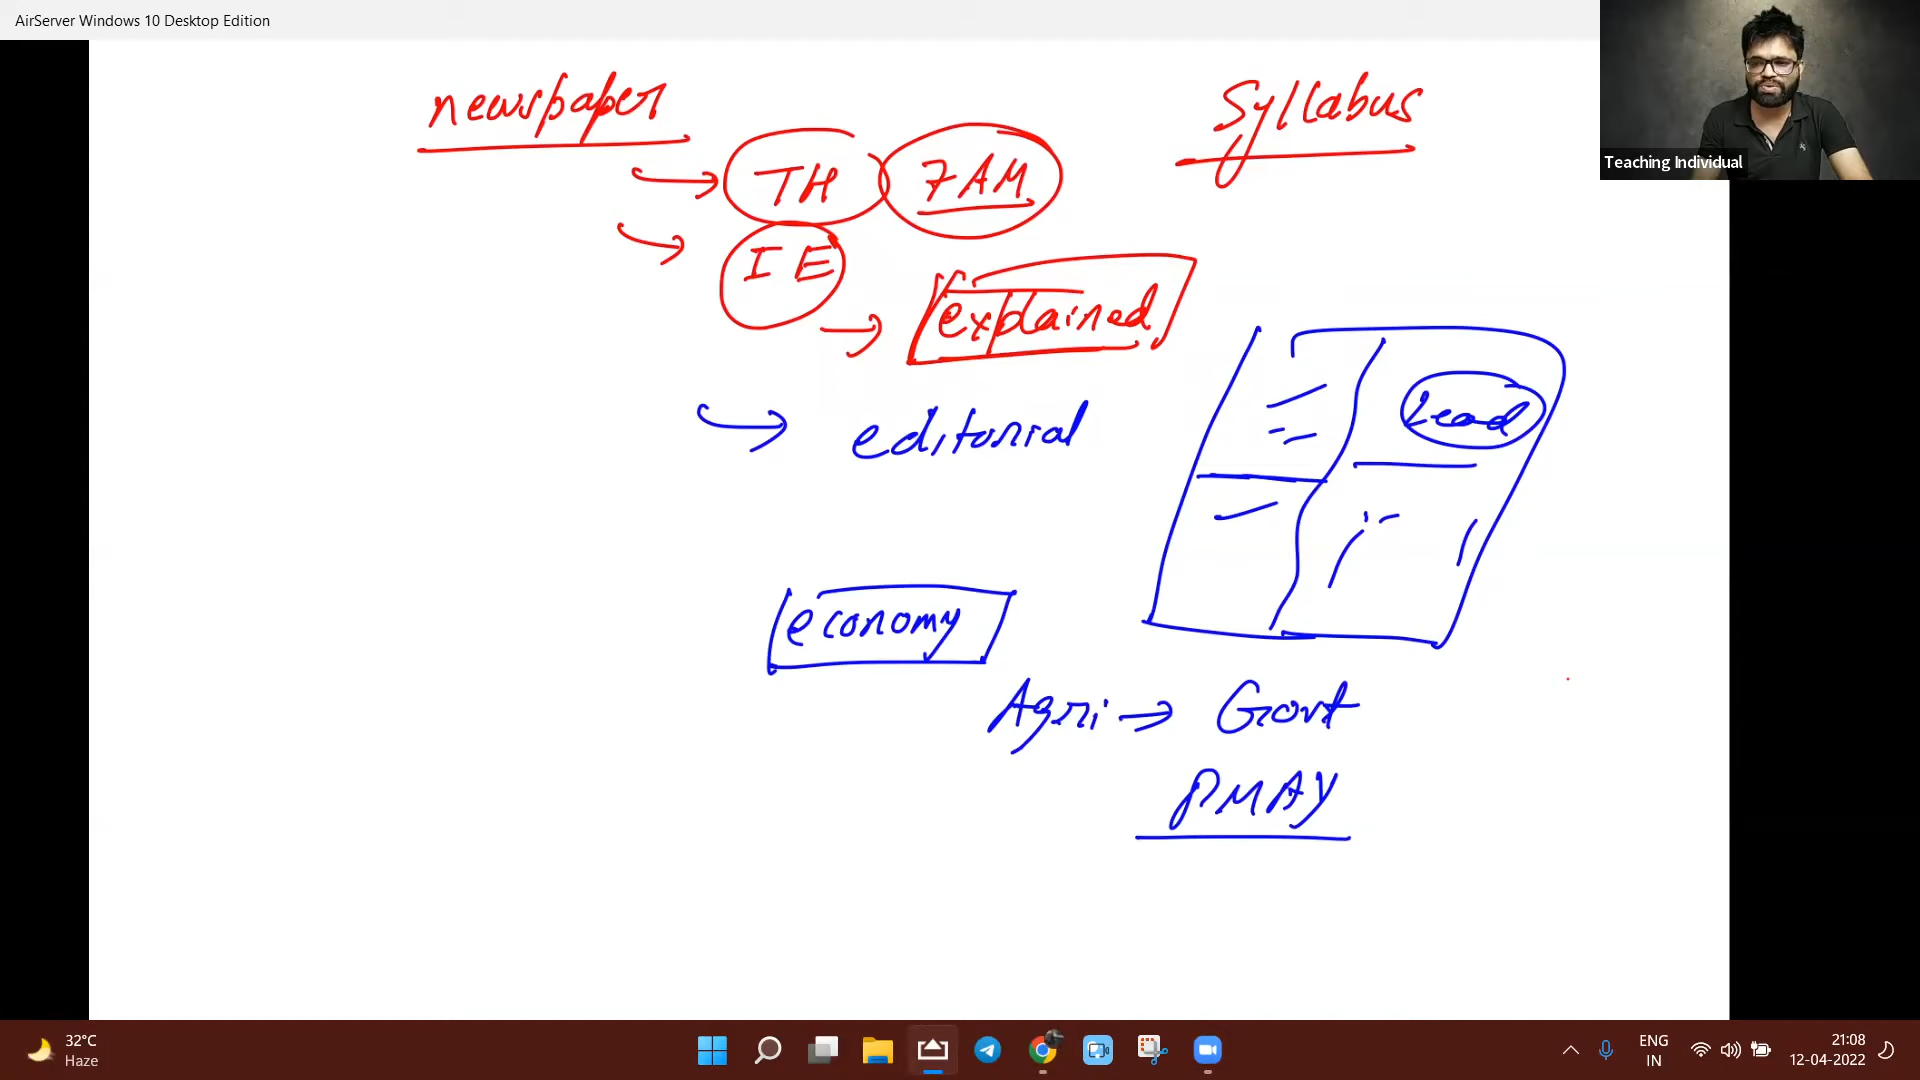 AirServer Windows 10 Desktop Edition
newspaper
Syllabus
TH 7AM
Teaching Individual
IE
explained
Lead
editorial
economy
Agri → Govt
PMAY
32°C
Haze
ENG
IN
21:08
12-04-2022